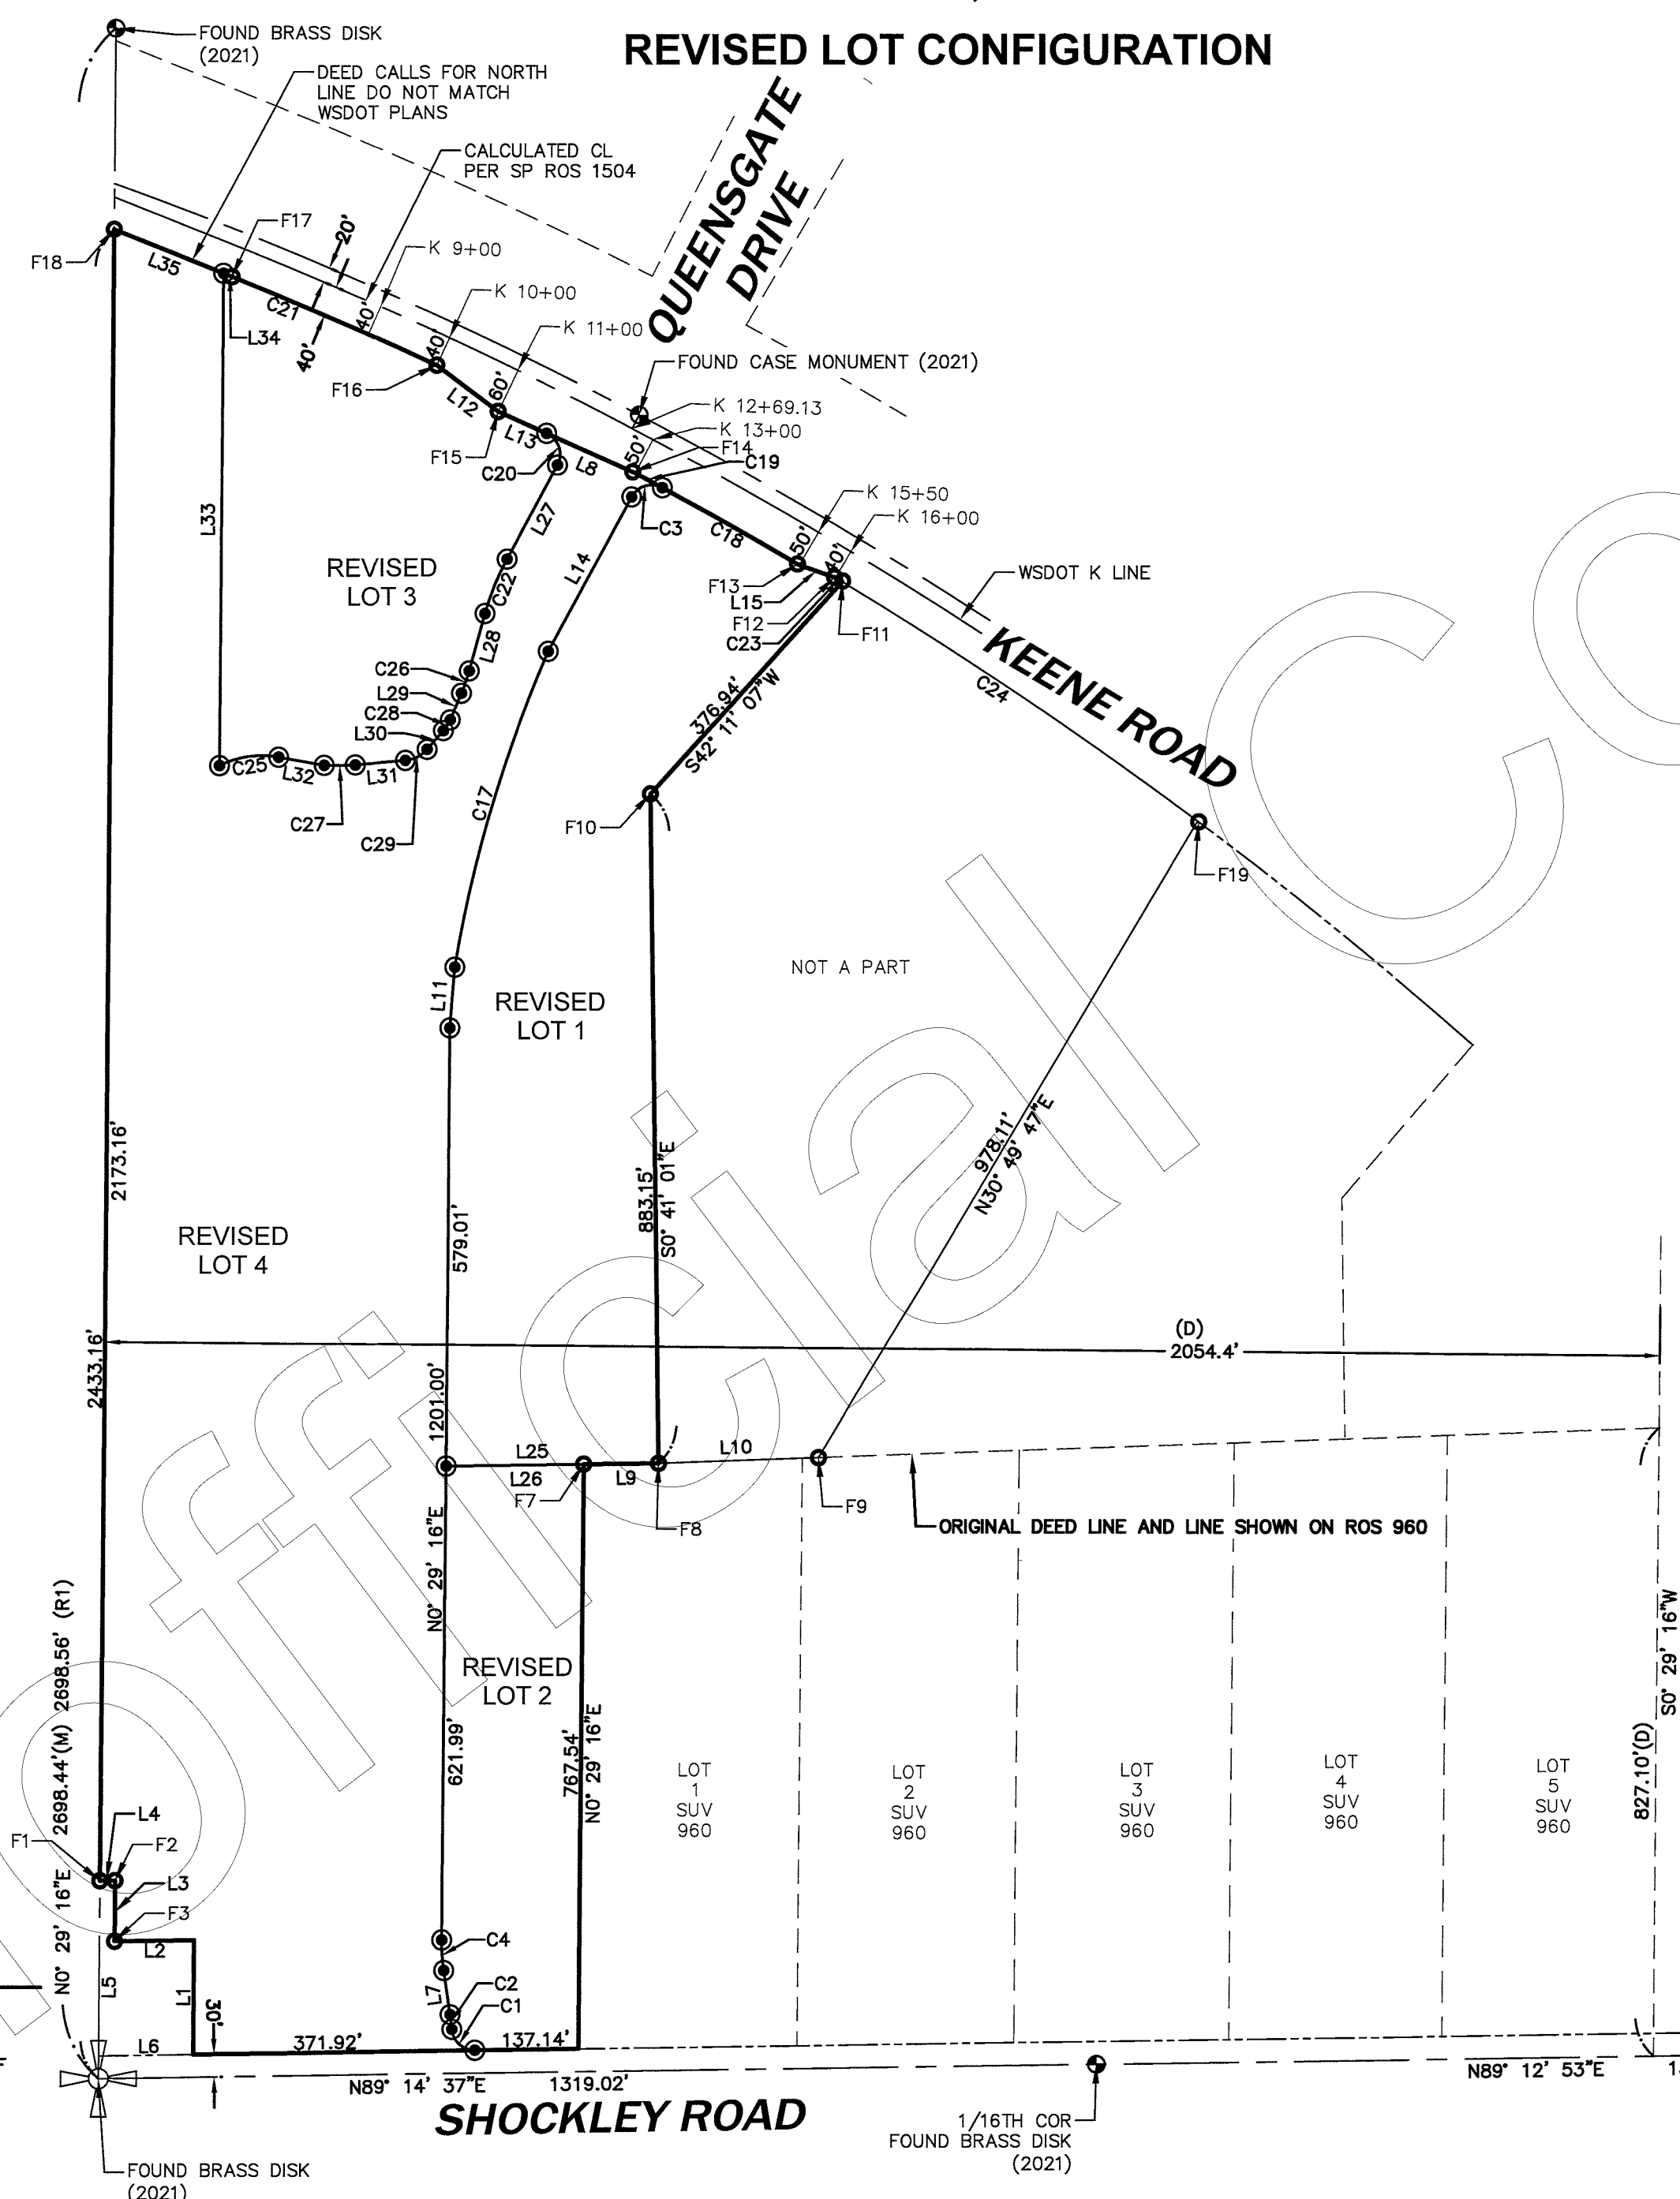 REVISED LOT CONFIGURATION
FOUND BRASS DISK
(2021)
DEED CALLS FOR NORTH
LINE DO NOT MATCH
WSDOT PLANS
CALCULATED CL
PER SP ROS 1504
QUEENSGATE
DRIVE
F18
L35
F17
20'
K 9+00
C21
L34
40'
40'
K 10+00
40'
K 11+00
F16
L12
60'
FOUND CASE MONUMENT (2021)
K 12+69.13
K 13+00
F14
C19
L13
F15
C20
L8
50'
K 15+50
K 16+00
C3
C18
50'
40'
WSDOT K LINE
L33
L27
L14
F13
L15
F12
C23
F11
REVISED
LOT 3
C22
L28
KEENE ROAD
C24
C26
L29
C28
L30
376.94'
S42° 11' 07"W
C25
L32
L31
C27
C29
C17
F10
F19
NOT A PART
L11
REVISED
LOT 1
2173.16'
883.15'
S0° 41' 01"E
978.11'
N30° 49' 47"E
REVISED
LOT 4
579.01'
(D)
2054.4'
2433.16'
1201.00'
L25
L26
L9
L10
F7
F8
F9
ORIGINAL DEED LINE AND LINE SHOWN ON ROS 960
N0° 29' 16"E
REVISED
LOT 2
621.99'
767.54'
N0° 29' 16"E
LOT
1
SUV
960
LOT
2
SUV
960
LOT
3
SUV
960
LOT
4
SUV
960
LOT
5
SUV
960
827.10'(D)
S0° 29' 16"W
N0° 29' 16"E 2698.44'(M) 2698.56' (R1)
L4
F1
F2
L3
F3
L2
L5
L1
30'
L6
371.92'
137.14'
C4
L7
C2
C1
N89° 14' 37"E
1319.02'
N89° 12' 53"E
SHOCKLEY ROAD
1/16TH COR
FOUND BRASS DISK
(2021)
FOUND BRASS DISK
(2021)
official Co